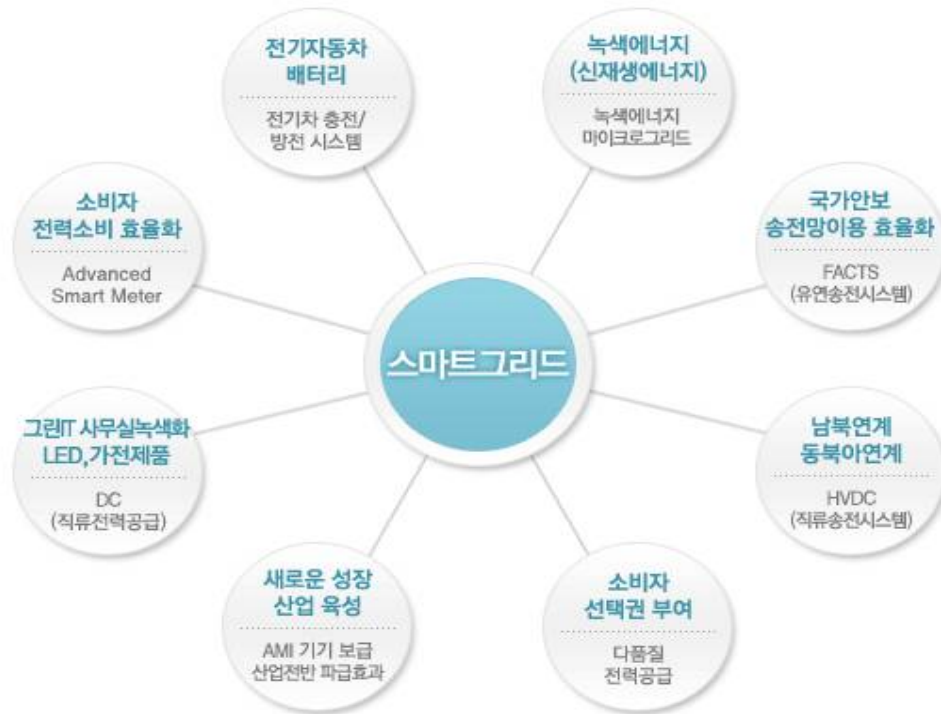 전기자동차
배터리
전기차 충전/
방전 시스템
녹색에너지
(신재생에너지)
녹색에너지
마이크로그리드
소비자
전력소비 효율화
Advanced
Smart Meter
국가안보
송전망이용 효율화
FACTS
(유연송전시스템)
스마트그리드
그린IT 사무실녹색화
LED,가전제품
DC
(직류전력공급)
남북연계
동북아연계
HVDC
(직류송전시스템)
새로운 성장
산업 육성
AMI 기기 보급
산업전반 파급효과
소비자
선택권 부여
다품질
전력공급